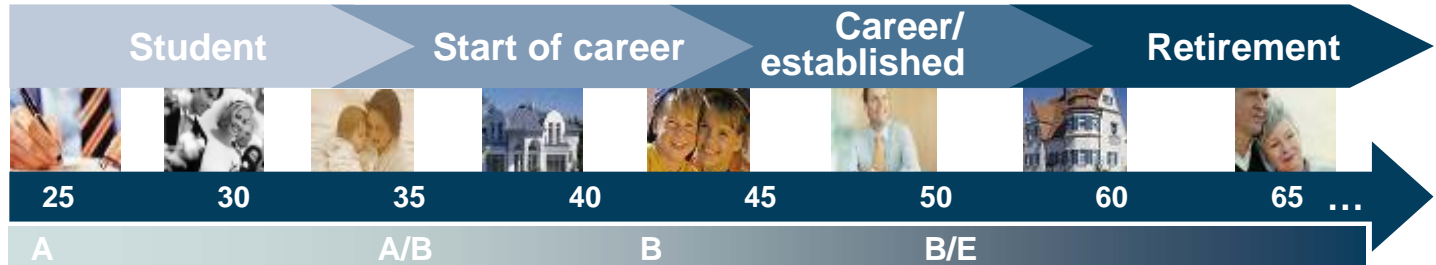 Student
Start of career
Career/
established
Retirement
25 30 35 40 45 50 60 65 ...
A A/B B B/E